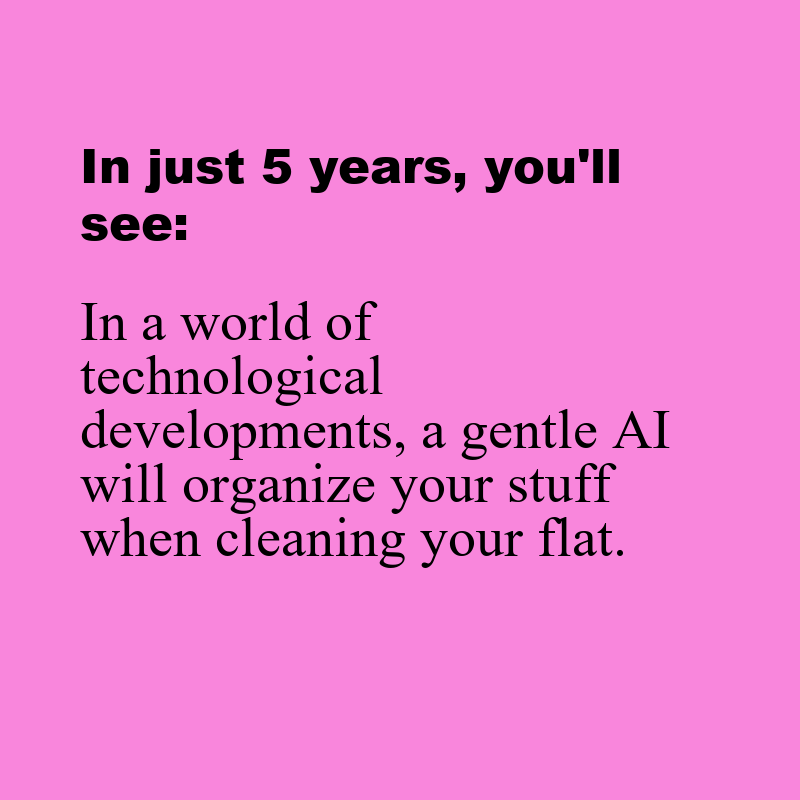 In just 5 years, you'll
see:
In a world of
technological
developments, a gentle AI
will organize your stuff
when cleaning your flat.